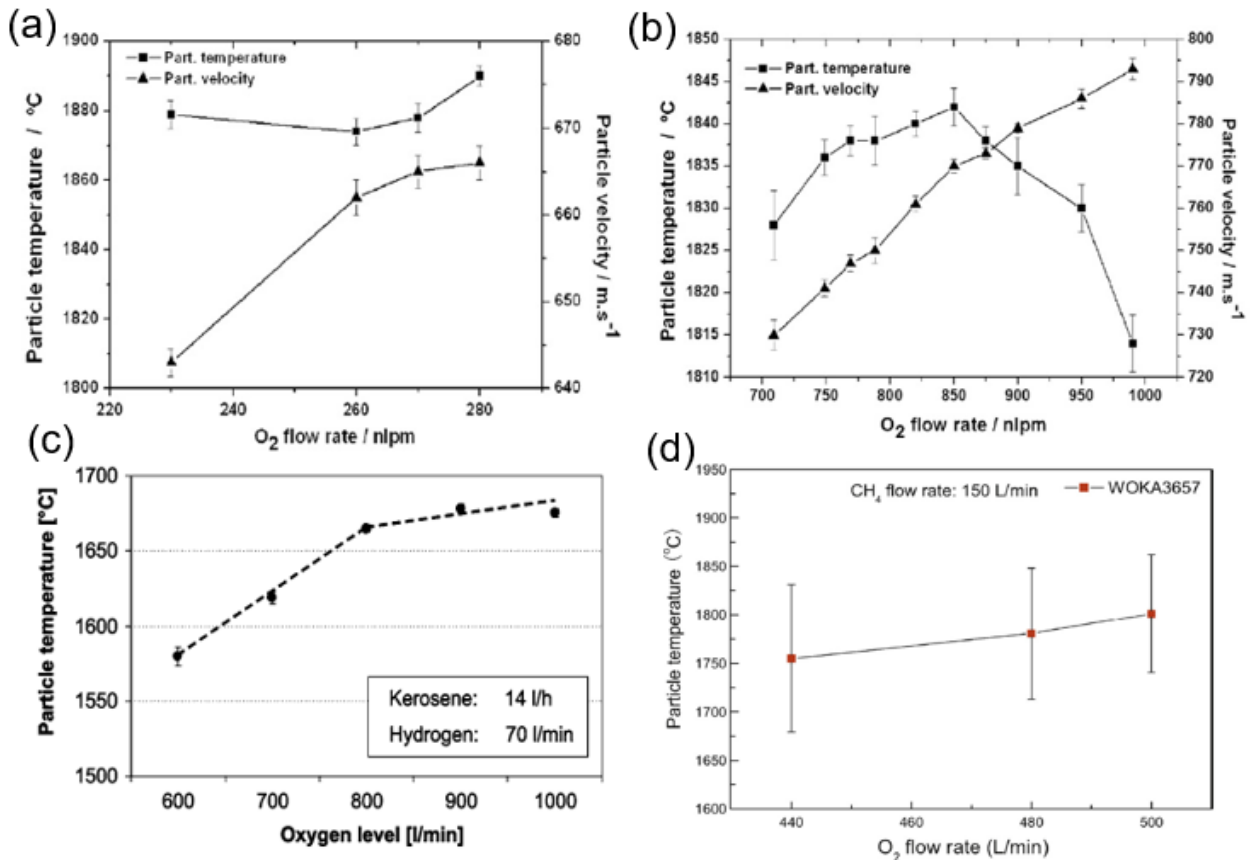 (a)
Part. temperature
Part. velocity
Particle temperature / °C
1900
1880
1860
1840
1820
1800
680
670
660
650
640
Particle velocity / m.s-1
220
240
260
280
O2 flow rate / nlpm
(b)
Part. temperature
Part. velocity
Particle temperature / °C
1850
1845
1840
1835
1830
1825
1820
1815
1810
800
790
780
770
760
750
740
730
720
Particle velocity / m.s-1
700
750
800
850
900
950
1000
O2 flow rate / nlpm
(c)
Particle temperature [°C]
1700
1650
1600
1550
1500
Kerosene: 14 l/h
Hydrogen: 70 l/min
600
700
800
900
1000
Oxygen level [l/min]
(d)
CH4 flow rate: 150 L/min
WOKA3657
Particle temperature (°C)
1950
1900
1850
1800
1750
1700
1650
1600
440
460
480
500
O2 flow rate (L/min)